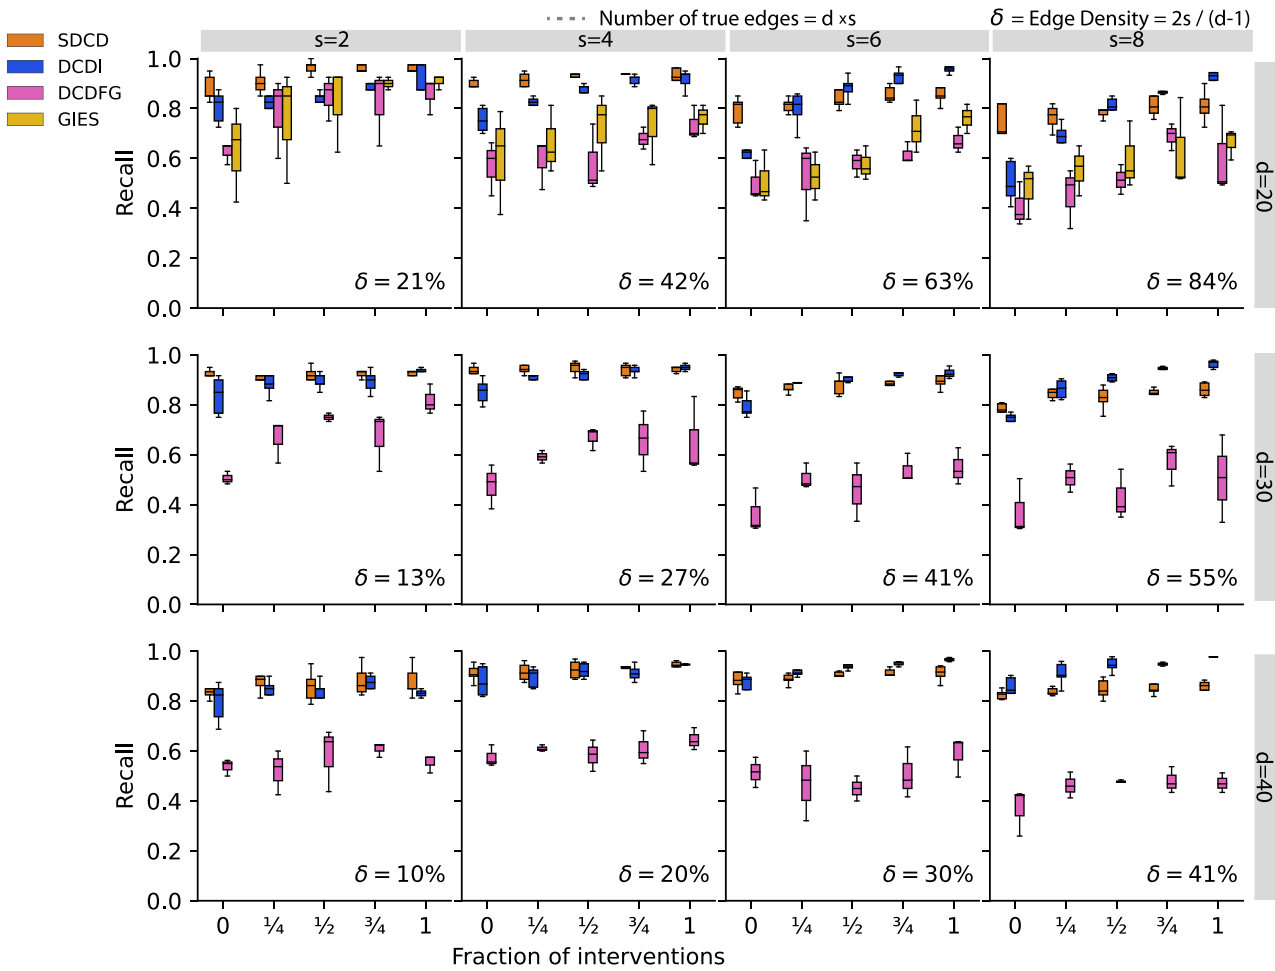 Number of true edges = d ×s
δ = Edge Density = 2s / (d-1)
SDCD
DCDI
DCDFG
GIES
s=2
s=4
s=6
s=8
1.0
0.8
0.6
0.4
0.2
0.0
Recall
δ = 21%
δ = 42%
δ = 63%
δ = 84%
d=20
1.0
0.8
0.6
0.4
0.2
0.0
Recall
δ = 13%
δ = 27%
δ = 41%
δ = 55%
d=30
1.0
0.8
0.6
0.4
0.2
0.0
Recall
δ = 10%
δ = 20%
δ = 30%
δ = 41%
d=40
0 ¼ ½ ¾ 1
0 ¼ ½ ¾ 1
0 ¼ ½ ¾ 1
0 ¼ ½ ¾ 1
Fraction of interventions